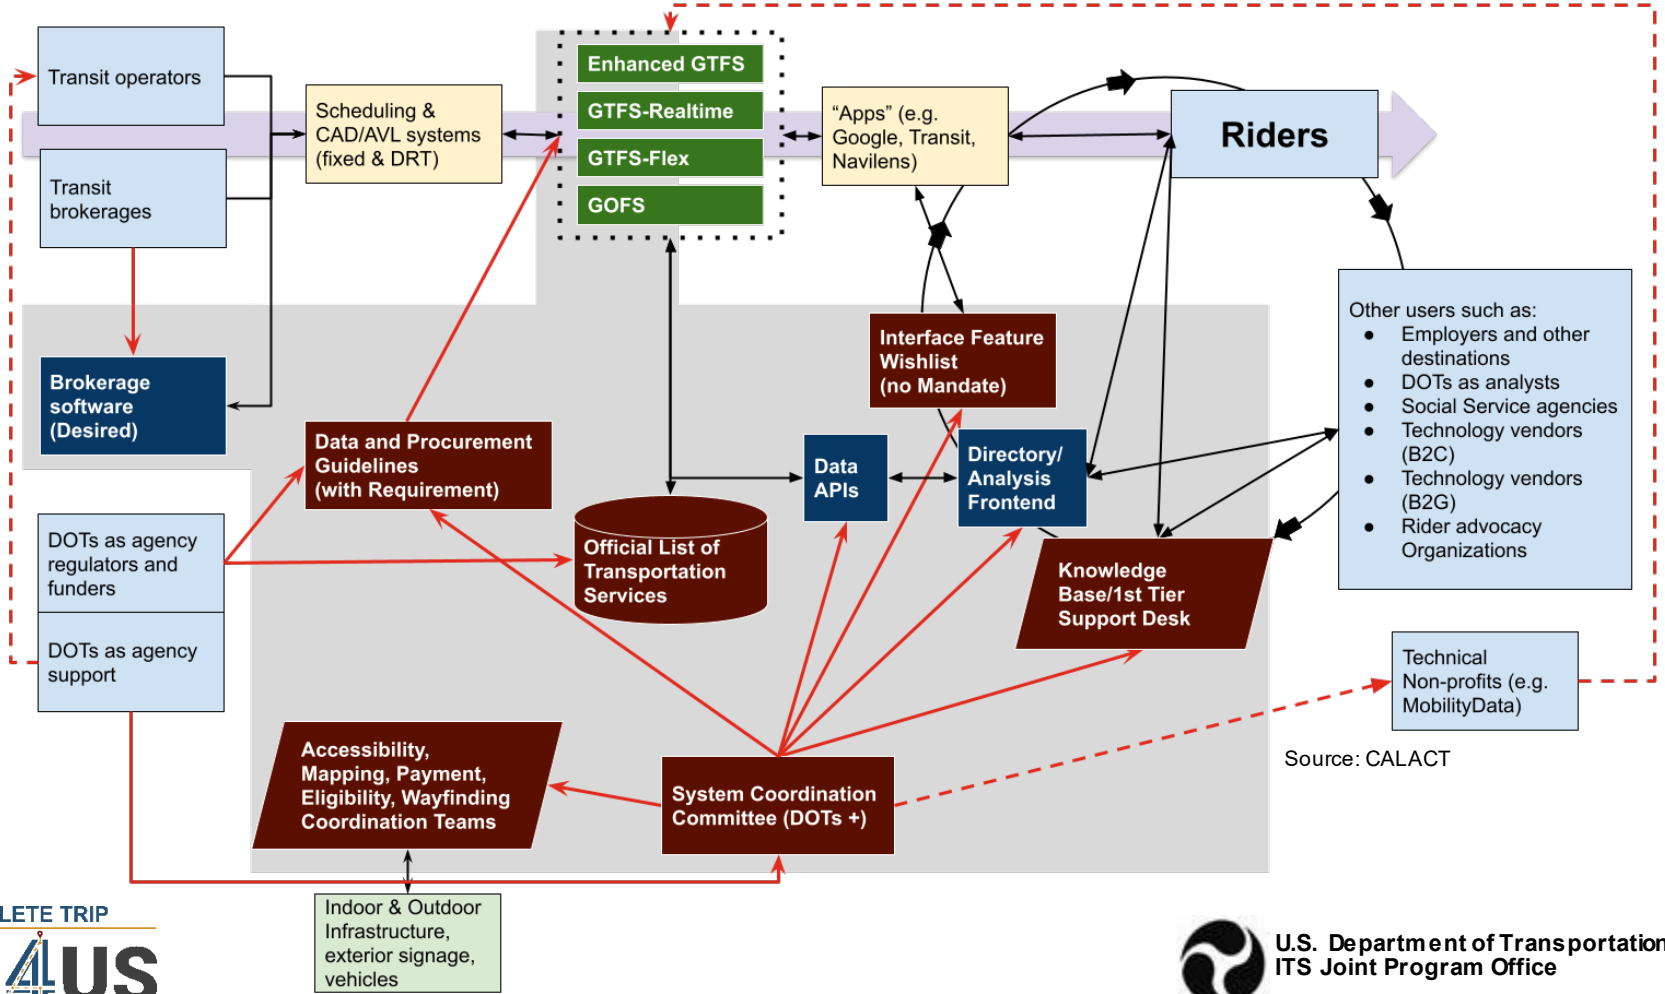 Transit operators
Transit
brokerages
Scheduling &
CAD/AVL systems
(fixed & DRT)
Enhanced GTFS
GTFS-Realtime
GTFS-Flex
GOFS
“Apps” (e.g.
Google, Transit,
Navilens)
Riders
Other users such as:
● Employers and other
destinations
● DOTs as analysts
● Social Service agencies
● Technology vendors
(B2C)
● Technology vendors
(B2G)
● Rider advocacy
Organizations
Brokerage
software
(Desired)
Interface Feature
Wishlist
(no Mandate)
Data and Procurement
Guidelines
(with Requirement)
Data
APIs
Directory/
Analysis
Frontend
Official List of
Transportation
Services
Knowledge
Base/1st Tier
Support Desk
DOTs as agency
regulators and
funders
DOTs as agency
support
Technical
Non-profits (e.g.
MobilityData)
Source: CALACT
Accessibility,
Mapping, Payment,
Eligibility, Wayfinding
Coordination Teams
System Coordination
Committee (DOTs +)
Indoor & Outdoor
Infrastructure,
exterior signage,
vehicles
LETE TRIP
4US
U.S. Department of Transportation
ITS Joint Program Office